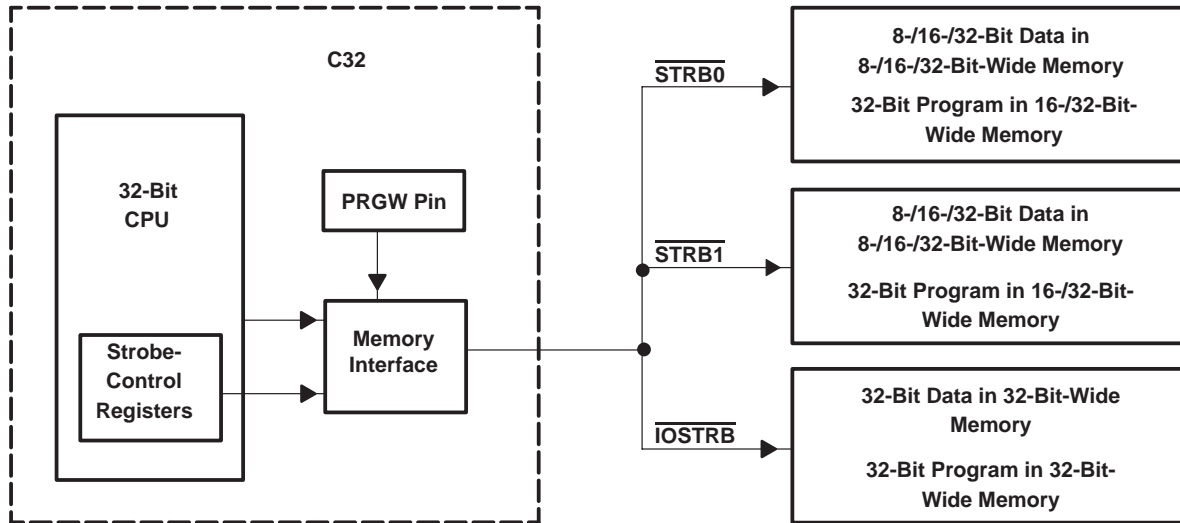 C32
32-Bit
CPU
PRGW Pin
Strobe-
Control
Registers
Memory
Interface
STRB0
8-/16-/32-Bit Data in
8-/16-/32-Bit-Wide Memory
32-Bit Program in 16-/32-Bit-
Wide Memory
STRB1
8-/16-/32-Bit Data in
8-/16-/32-Bit-Wide Memory
32-Bit Program in 16-/32-Bit-
Wide Memory
IOSTRB
32-Bit Data in 32-Bit-Wide
Memory
32-Bit Program in 32-Bit-
Wide Memory